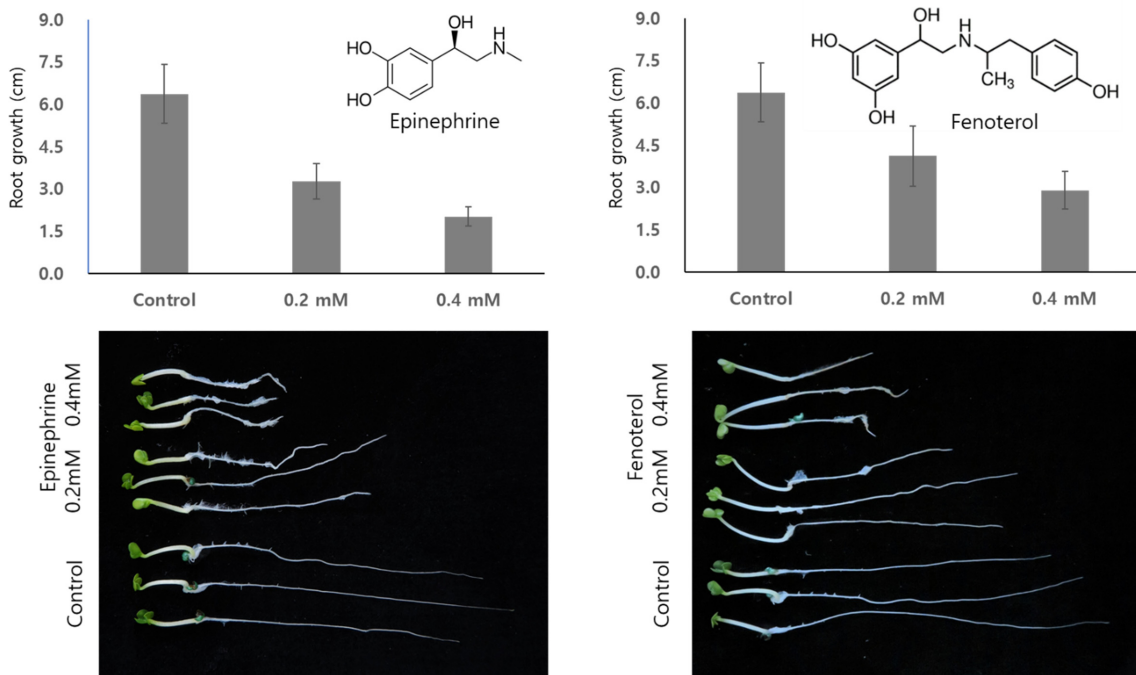 9.0
7.5
6.0
4.5
3.0
1.5
0.0
Root growth (cm)
Control
0.2 mM
0.4 mM
OH
H
N
HO
HO
Epinephrine
9.0
7.5
6.0
4.5
3.0
1.5
0.0
Root growth (cm)
Control
0.2 mM
0.4 mM
OH
H
N
HO
CH3
OH
OH
Fenoterol
Epinephrine
0.4mM
0.2mM
Control
Fenoterol
0.4mM
0.2mM
Control